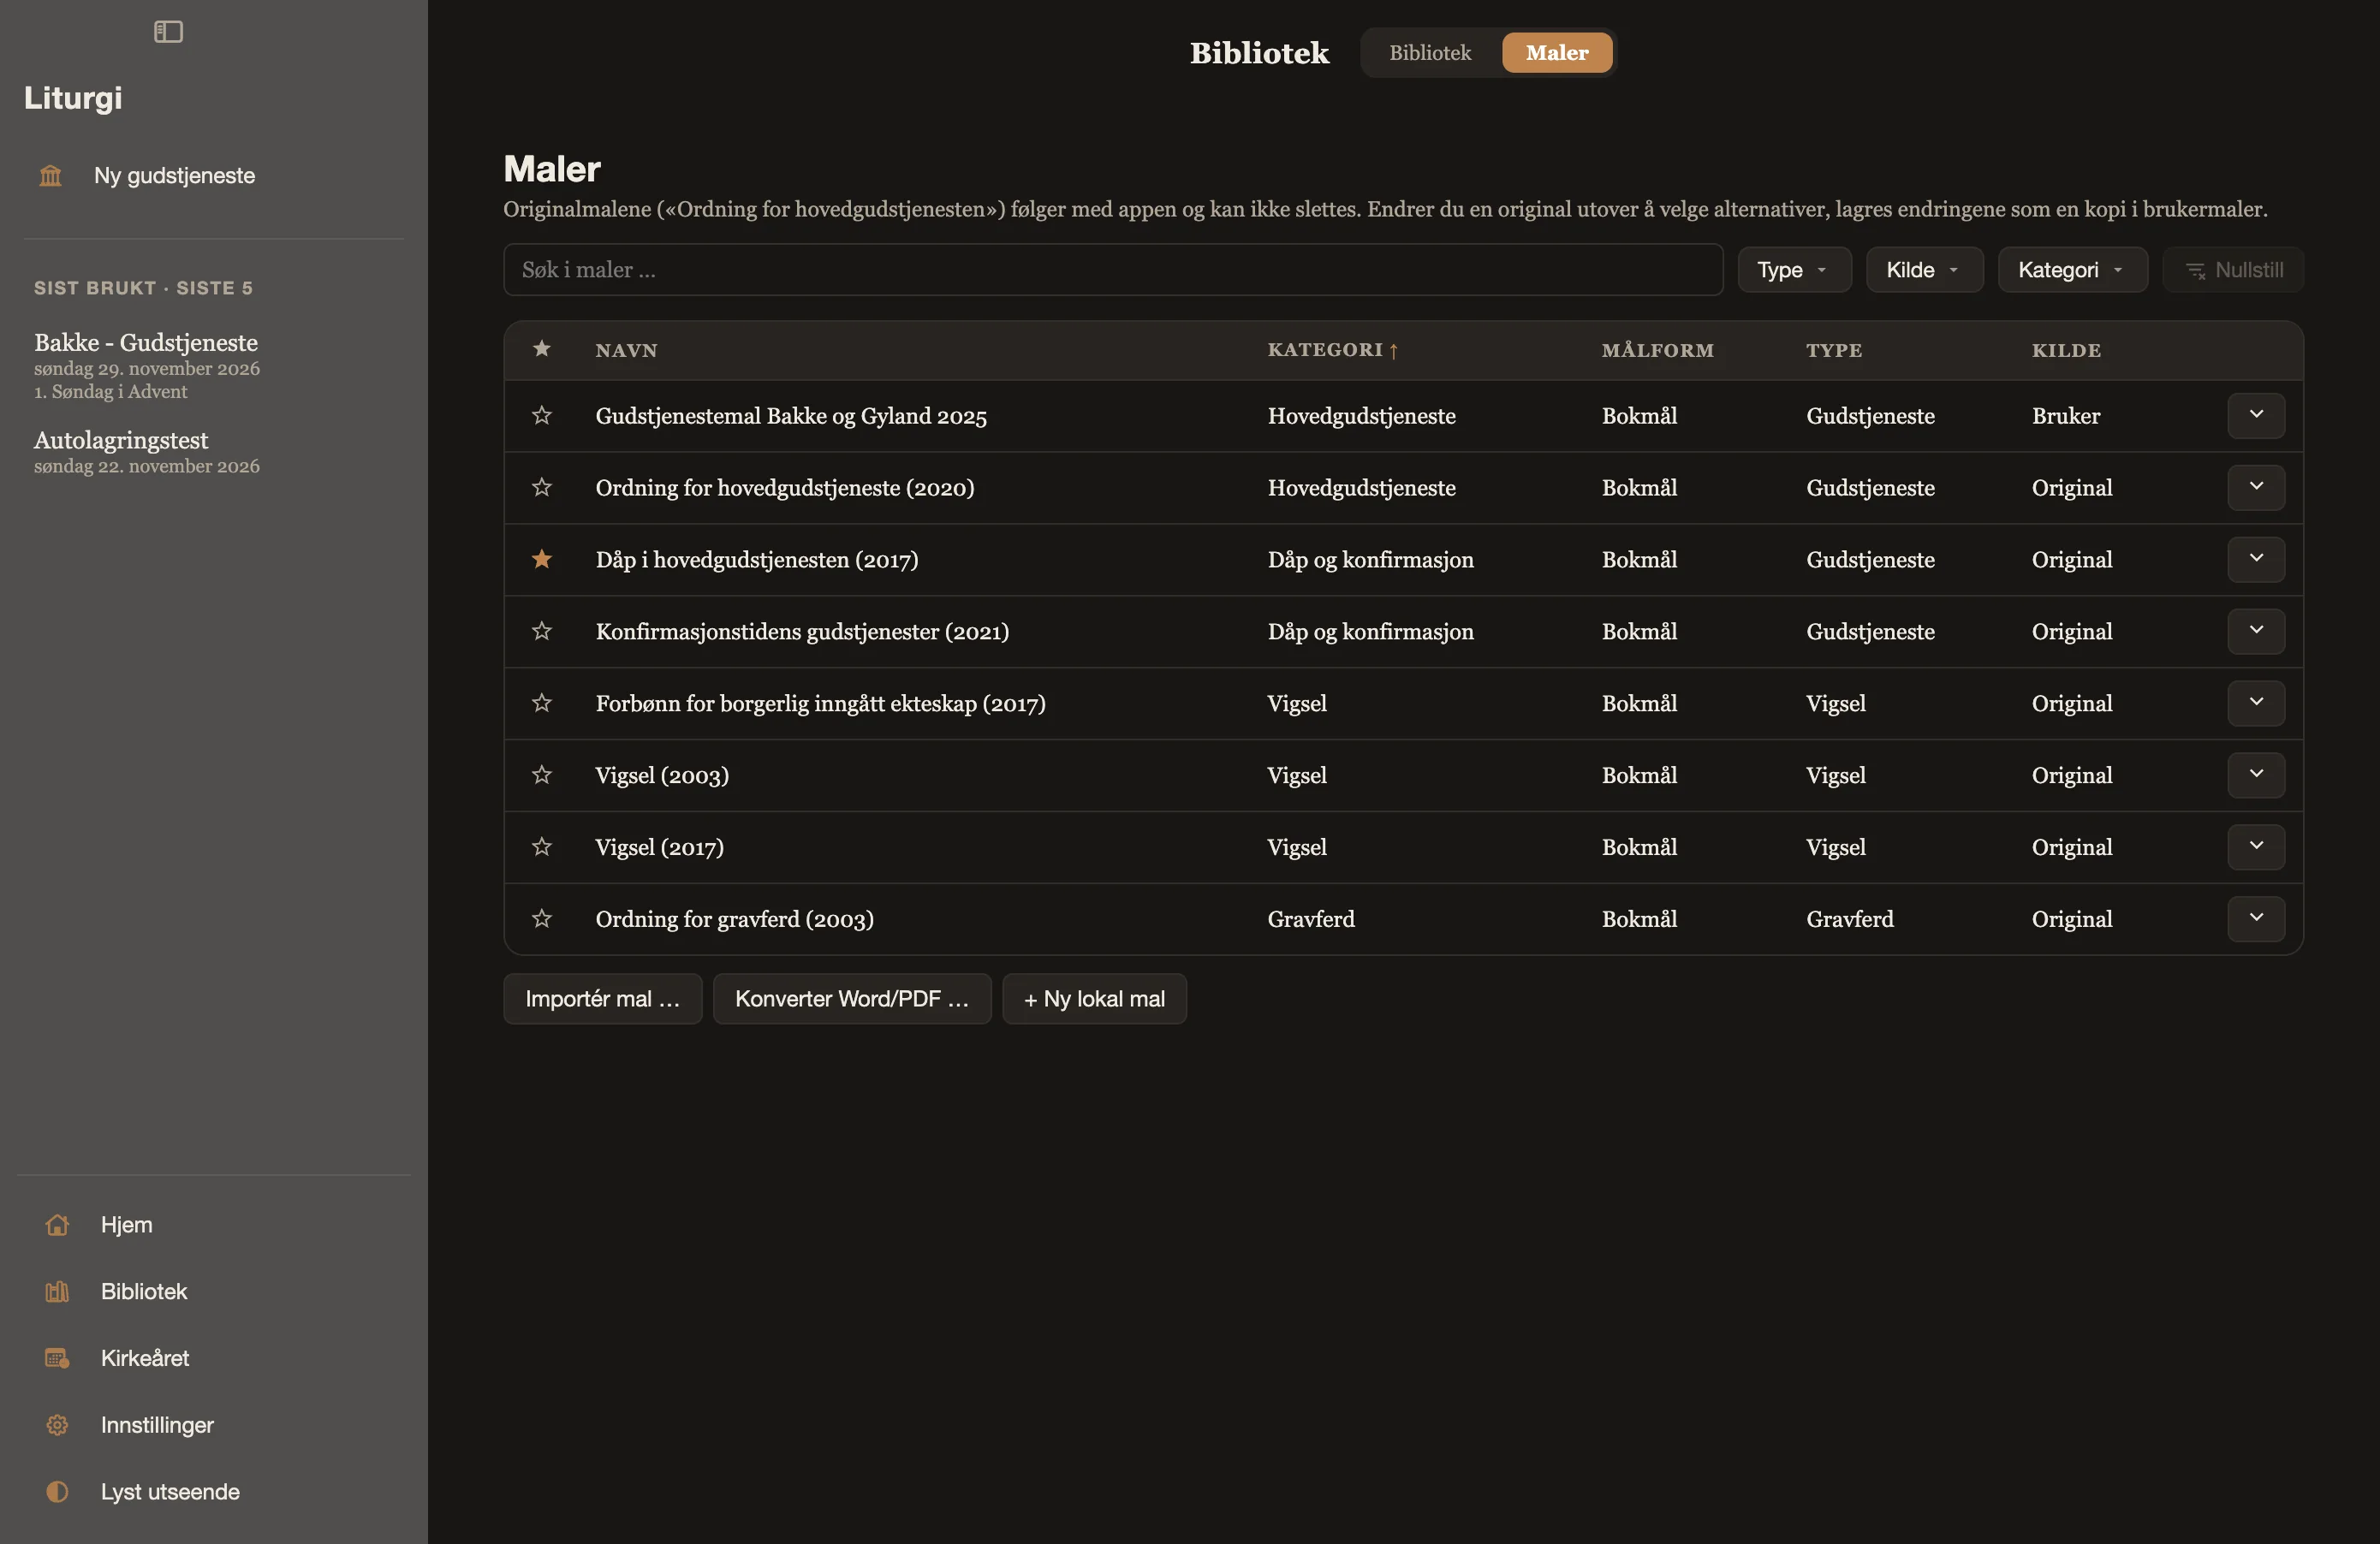 Liturgi
Ny gudstjeneste
SIST BRUKT · SISTE 5
Bakke - Gudstjeneste
søndag 29. november 2026
1. Søndag i Advent
Autolagringstest
søndag 22. november 2026
Hjem
Bibliotek
Kirkeåret
Innstillinger
Lyst utseende
Bibliotek Bibliotek Maler
Maler
Originalmalene («Ordning for hovedgudstjenesten») følger med appen og kan ikke slettes. Endrer du en original utover å velge alternativer, lagres endringene som en kopi i brukermaler.
Søk i maler ... Type Kilde Kategori Nullstill
★ NAVN KATEGORI ↑ MÅLFORM TYPE KILDE
☆ Gudstjenestemal Bakke og Gyland 2025 Hovedgudstjeneste Bokmål Gudstjeneste Bruker
☆ Ordning for hovedgudstjeneste (2020) Hovedgudstjeneste Bokmål Gudstjeneste Original
★ Dåp i hovedgudstjenesten (2017) Dåp og konfirmasjon Bokmål Gudstjeneste Original
☆ Konfirmasjonstidens gudstjenester (2021) Dåp og konfirmasjon Bokmål Gudstjeneste Original
☆ Forbønn for borgerlig inngått ekteskap (2017) Vigsel Bokmål Vigsel Original
☆ Vigsel (2003) Vigsel Bokmål Vigsel Original
☆ Vigsel (2017) Vigsel Bokmål Vigsel Original
☆ Ordning for gravferd (2003) Gravferd Bokmål Gravferd Original
Importér mal ... Konverter Word/PDF ... + Ny lokal mal